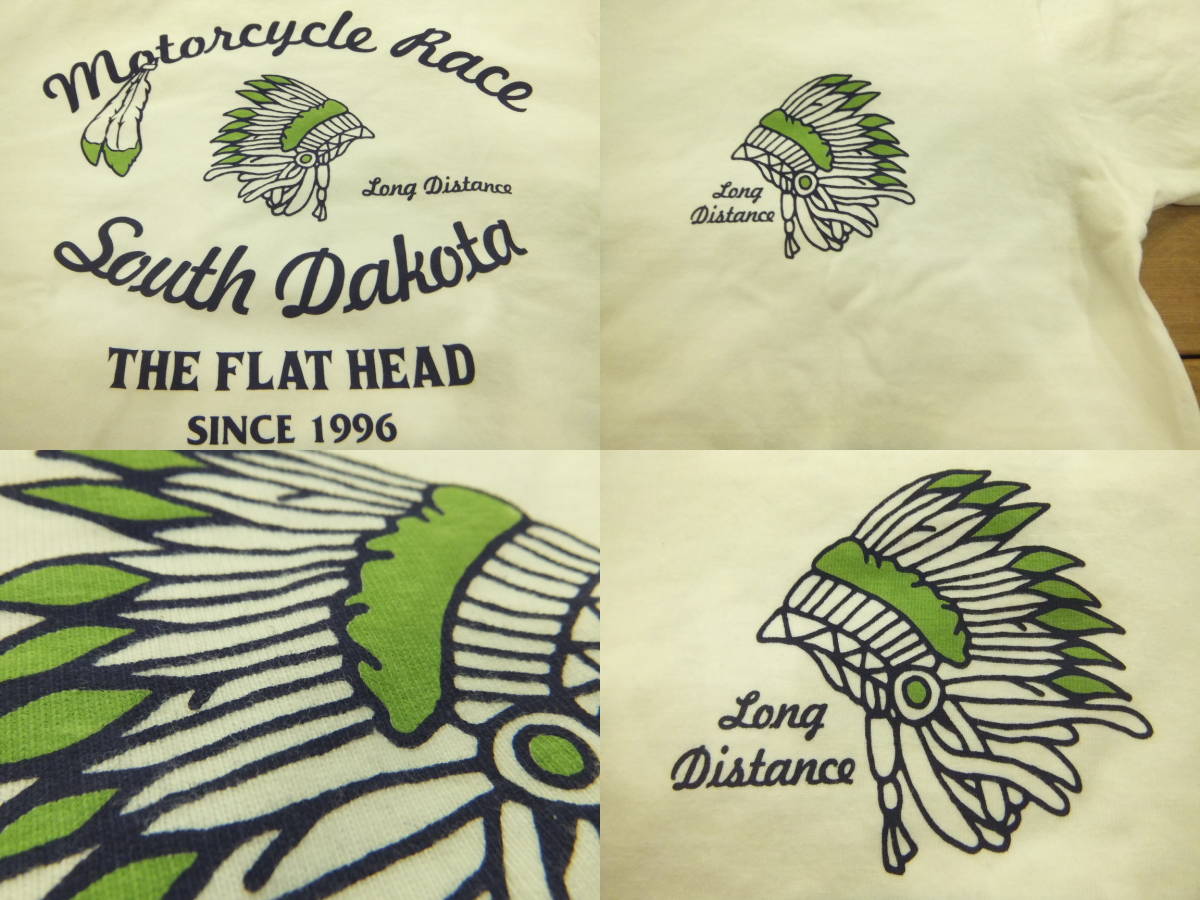 Motorcycle Race
Long Distance
South Dakota
THE FLAT HEAD
SINCE 1996
Long
Distance
Long
Distance